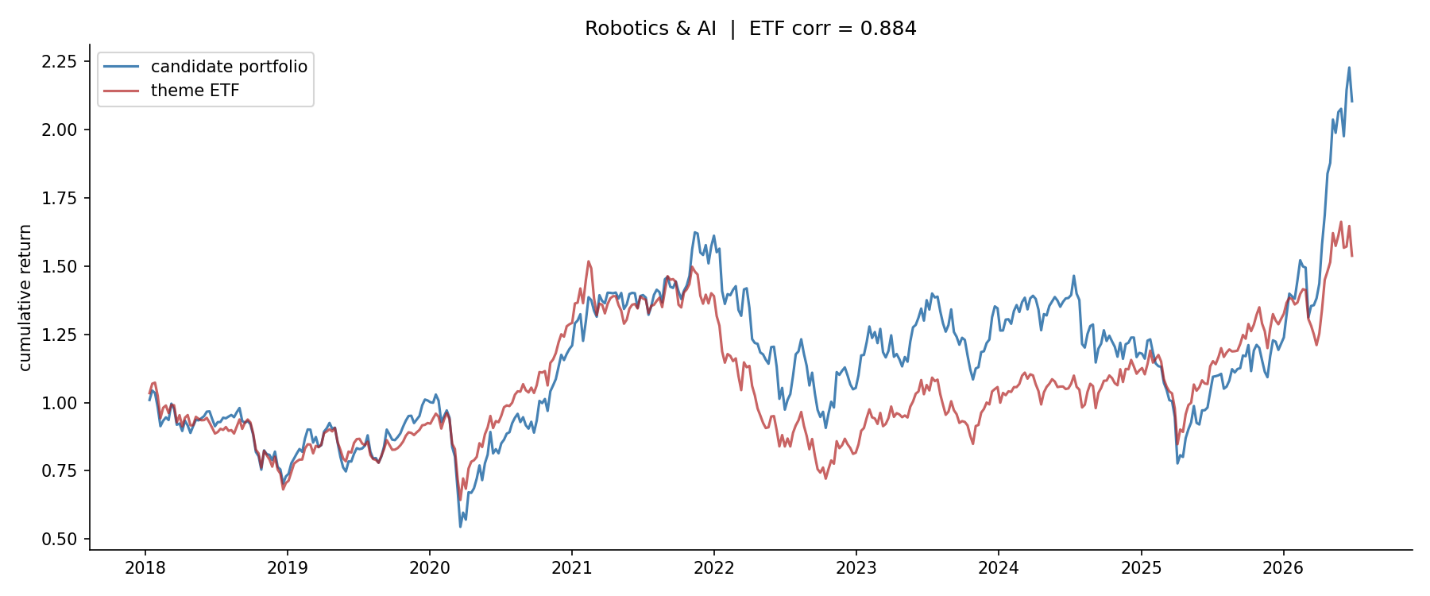 Robotics & AI | ETF corr = 0.884
candidate portfolio
theme ETF
cumulative return
2.25
2.00
1.75
1.50
1.25
1.00
0.75
0.50
2018 2019 2020 2021 2022 2023 2024 2025 2026